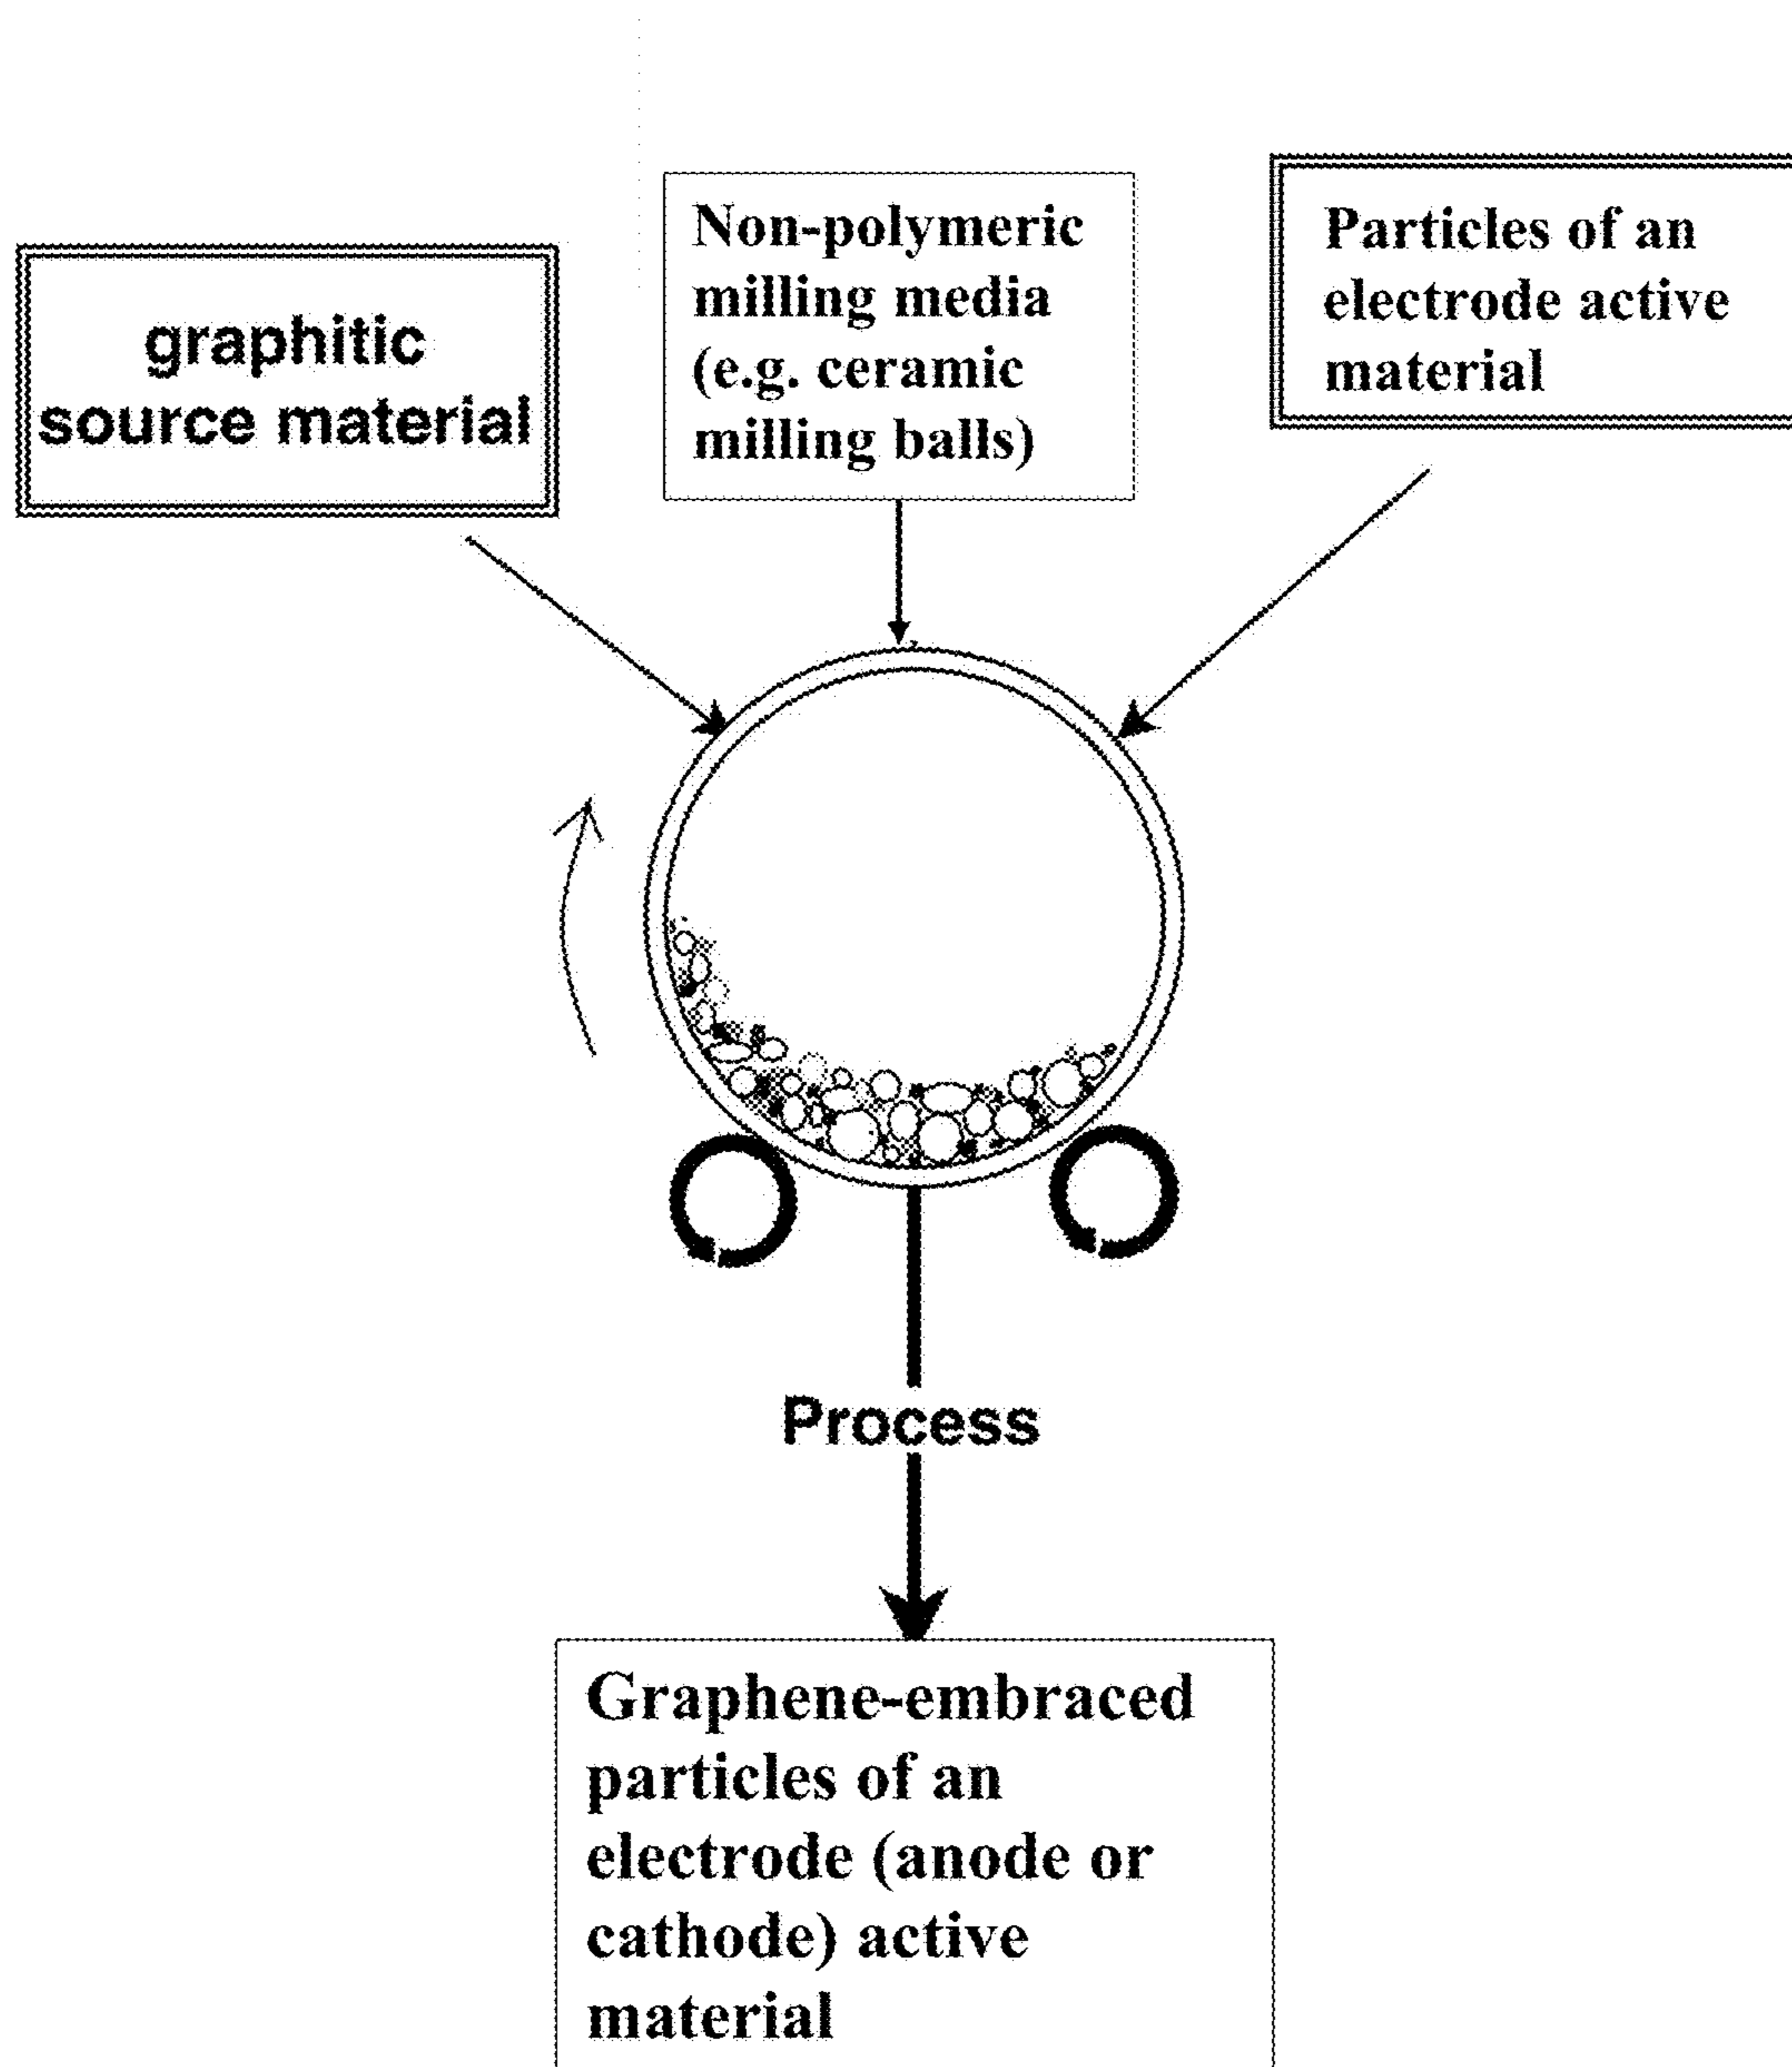 graphitic
source material
Non-polymeric
milling media
(e.g. ceramic
milling balls)
Particles of an
electrode active
material
Process
Graphene-embraced
particles of an
electrode (anode or
cathode) active
material